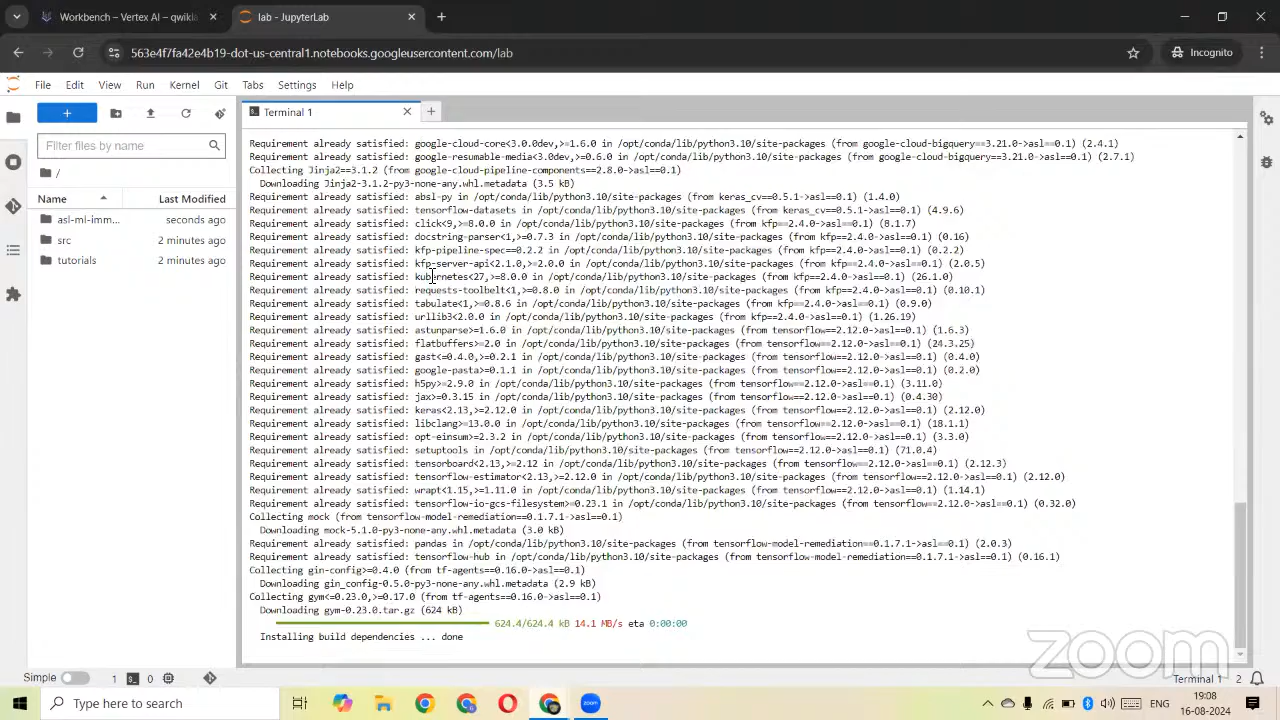 Workbench – Vertex AI – qwikla
lab - JupyterLab
563e4f7fa42e4b19-dot-us-central1.notebooks.googleusercontent.com/lab
Incognito
File Edit View Run Kernel Git Tabs Settings Help
Terminal 1
Filter files by name
/
Name Last Modified
asl-ml-imm... seconds ago
src 2 minutes ago
tutorials 2 minutes ago
Requirement already satisfied: google-cloud-core<3.0.0dev,>=1.6.0 in /opt/conda/lib/python3.10/site-packages (from google-cloud-bigquery==3.21.0->asl==0.1) (2.4.1)
Requirement already satisfied: google-resumable-media<3.0dev,>=0.6.0 in /opt/conda/lib/python3.10/site-packages (from google-cloud-bigquery==3.21.0->asl==0.1) (2.7.1)
Collecting Jinja2==3.1.2 (from google-cloud-pipeline-components==2.8.0->asl==0.1)
Downloading Jinja2-3.1.2-py3-none-any.whl.metadata (3.5 kB)
Requirement already satisfied: absl-py in /opt/conda/lib/python3.10/site-packages (from keras_cv==0.5.1->asl==0.1) (1.4.0)
Requirement already satisfied: tensorflow-datasets in /opt/conda/lib/python3.10/site-packages (from keras_cv==0.5.1->asl==0.1) (4.9.6)
Requirement already satisfied: click<9,>=8.0.0 in /opt/conda/lib/python3.10/site-packages (from kfp==2.4.0->asl==0.1) (8.1.7)
Requirement already satisfied: docstring-parser<1,>=0.7.3 in /opt/conda/lib/python3.10/site-packages (from kfp==2.4.0->asl==0.1) (0.16)
Requirement already satisfied: kfp-pipeline-spec==0.2.2 in /opt/conda/lib/python3.10/site-packages (from kfp==2.4.0->asl==0.1) (0.2.2)
Requirement already satisfied: kfp-server-api<2.1.0,>=2.0.0 in /opt/conda/lib/python3.10/site-packages (from kfp==2.4.0->asl==0.1) (2.0.5)
Requirement already satisfied: kubernetes<27,>=8.0.0 in /opt/conda/lib/python3.10/site-packages (from kfp==2.4.0->asl==0.1) (26.1.0)
Requirement already satisfied: requests-toolbelt<1,>=0.8.0 in /opt/conda/lib/python3.10/site-packages (from kfp==2.4.0->asl==0.1) (0.10.1)
Requirement already satisfied: tabulate<1,>=0.8.6 in /opt/conda/lib/python3.10/site-packages (from kfp==2.4.0->asl==0.1) (0.9.0)
Requirement already satisfied: urllib3<2.0.0 in /opt/conda/lib/python3.10/site-packages (from kfp==2.4.0->asl==0.1) (1.26.19)
Requirement already satisfied: astunparse>=1.6.0 in /opt/conda/lib/python3.10/site-packages (from tensorflow==2.12.0->asl==0.1) (1.6.3)
Requirement already satisfied: flatbuffers>=2.0 in /opt/conda/lib/python3.10/site-packages (from tensorflow==2.12.0->asl==0.1) (24.3.25)
Requirement already satisfied: gast<=0.4.0,>=0.2.1 in /opt/conda/lib/python3.10/site-packages (from tensorflow==2.12.0->asl==0.1) (0.4.0)
Requirement already satisfied: google-pasta>=0.1.1 in /opt/conda/lib/python3.10/site-packages (from tensorflow==2.12.0->asl==0.1) (0.2.0)
Requirement already satisfied: h5py>=2.9.0 in /opt/conda/lib/python3.10/site-packages (from tensorflow==2.12.0->asl==0.1) (3.11.0)
Requirement already satisfied: jax>=0.3.15 in /opt/conda/lib/python3.10/site-packages (from tensorflow==2.12.0->asl==0.1) (0.4.30)
Requirement already satisfied: keras<2.13,>=2.12.0 in /opt/conda/lib/python3.10/site-packages (from tensorflow==2.12.0->asl==0.1) (2.12.0)
Requirement already satisfied: libclang>=13.0.0 in /opt/conda/lib/python3.10/site-packages (from tensorflow==2.12.0->asl==0.1) (18.1.1)
Requirement already satisfied: opt-einsum>=2.3.2 in /opt/conda/lib/python3.10/site-packages (from tensorflow==2.12.0->asl==0.1) (3.3.0)
Requirement already satisfied: setuptools in /opt/conda/lib/python3.10/site-packages (from tensorflow==2.12.0->asl==0.1) (71.0.4)
Requirement already satisfied: tensorboard<2.13,>=2.12 in /opt/conda/lib/python3.10/site-packages (from tensorflow==2.12.0->asl==0.1) (2.12.3)
Requirement already satisfied: tensorflow-estimator<2.13,>=2.12.0 in /opt/conda/lib/python3.10/site-packages (from tensorflow==2.12.0->asl==0.1) (2.12.0)
Requirement already satisfied: wrapt<1.15,>=1.11.0 in /opt/conda/lib/python3.10/site-packages (from tensorflow==2.12.0->asl==0.1) (1.14.1)
Requirement already satisfied: tensorflow-io-gcs-filesystem>=0.23.1 in /opt/conda/lib/python3.10/site-packages (from tensorflow==2.12.0->asl==0.1) (0.32.0)
Collecting mock (from tensorflow-model-remediation==0.1.7.1->asl==0.1)
Downloading mock-5.1.0-py3-none-any.whl.metadata (3.0 kB)
Requirement already satisfied: pandas in /opt/conda/lib/python3.10/site-packages (from tensorflow-model-remediation==0.1.7.1->asl==0.1) (2.0.3)
Requirement already satisfied: tensorflow-hub in /opt/conda/lib/python3.10/site-packages (from tensorflow-model-remediation==0.1.7.1->asl==0.1) (0.16.1)
Collecting gin-config>=0.4.0 (from tf-agents==0.16.0->asl==0.1)
Downloading gin_config-0.5.0-py3-none-any.whl.metadata (2.9 kB)
Collecting gym<=0.23.0,>=0.17.0 (from tf-agents==0.16.0->asl==0.1)
Downloading gym-0.23.0.tar.gz (624 kB)
624.4/624.4 kB 14.1 MB/s eta 0:00:00
Installing build dependencies ... done
zoom
Simple 1 0 Terminal 1 2
Type here to search
ENG
19:08
16-08-2024